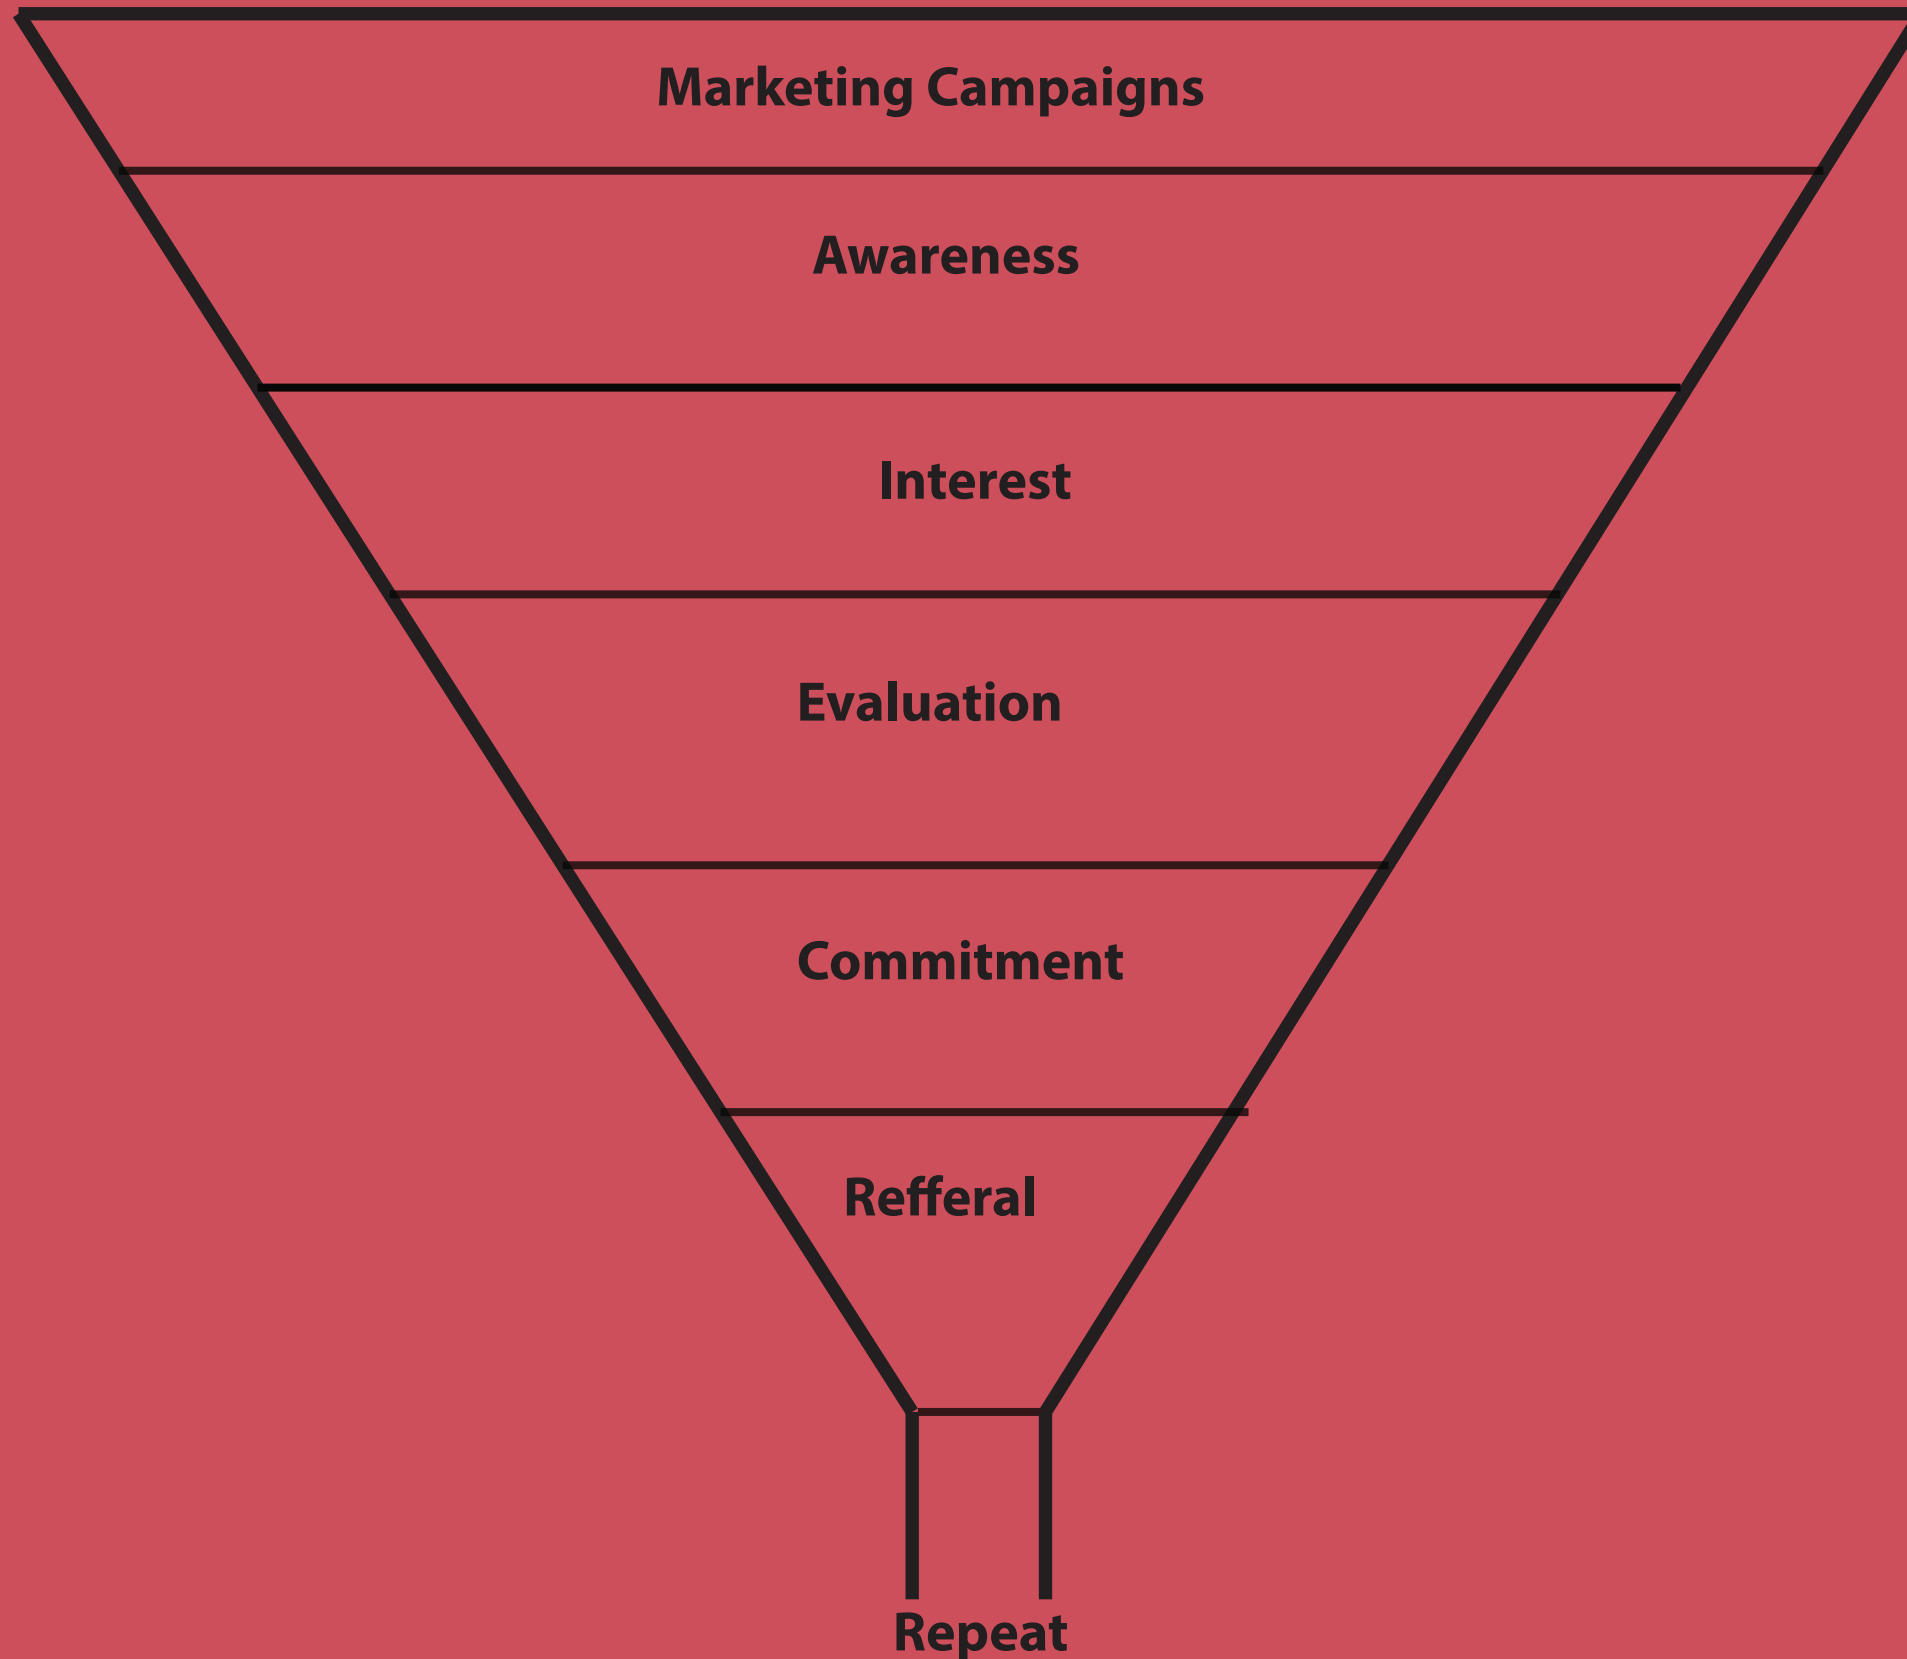 Marketing Campaigns
Awareness
Interest
Evaluation
Commitment
Refferal
Repeat